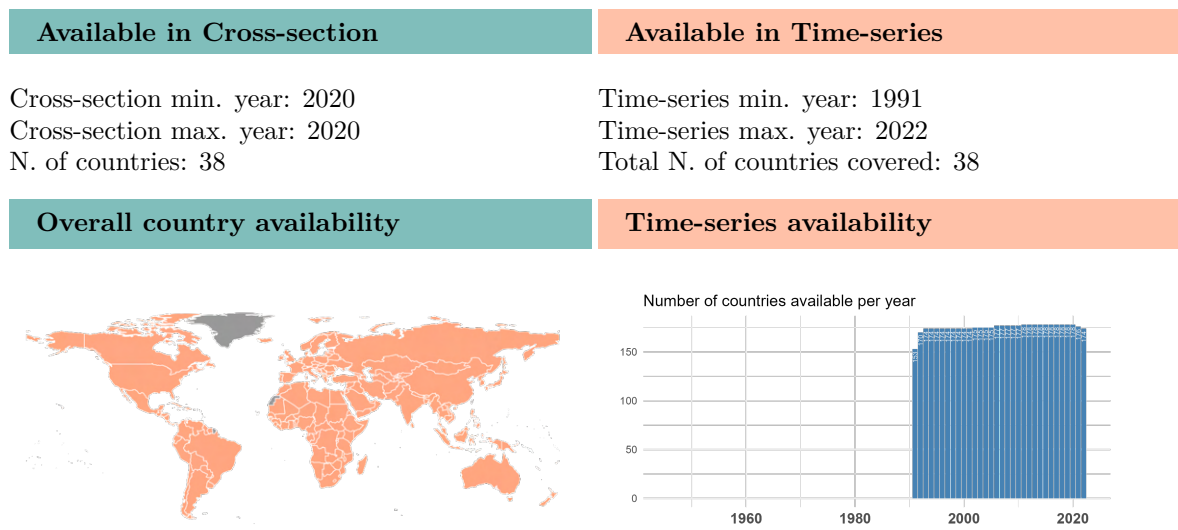 Available in Cross-section
Available in Time-series
Cross-section min. year: 2020
Cross-section max. year: 2020
N. of countries: 38
Time-series min. year: 1991
Time-series max. year: 2022
Total N. of countries covered: 38
Overall country availability
Time-series availability
Number of countries available per year
150
100
50
0
1960
1980
2000
2020